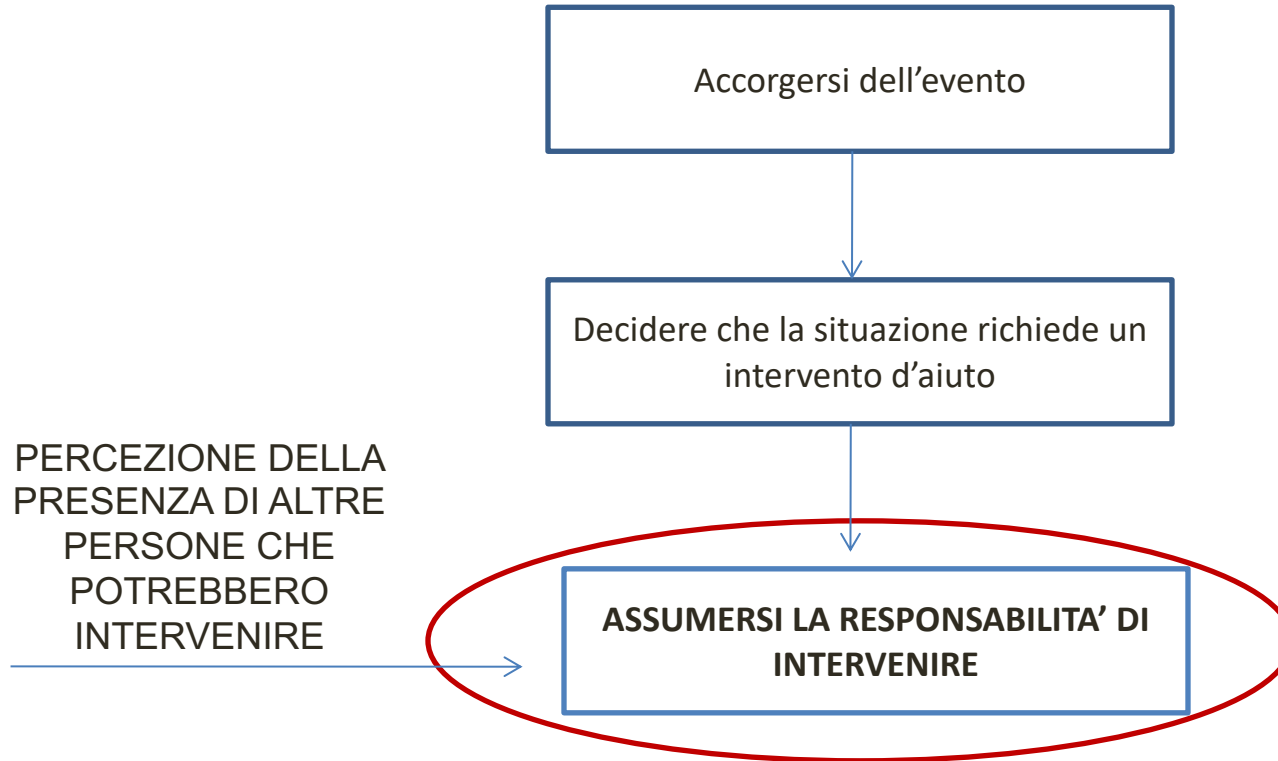 Accorgersi dell’evento
Decidere che la situazione richiede un
intervento d’aiuto
PERCEZIONE DELLA
PRESENZA DI ALTRE
PERSONE CHE
POTREBBERO
INTERVENIRE
ASSUMERSI LA RESPONSABILITA’ DI
INTERVENIRE